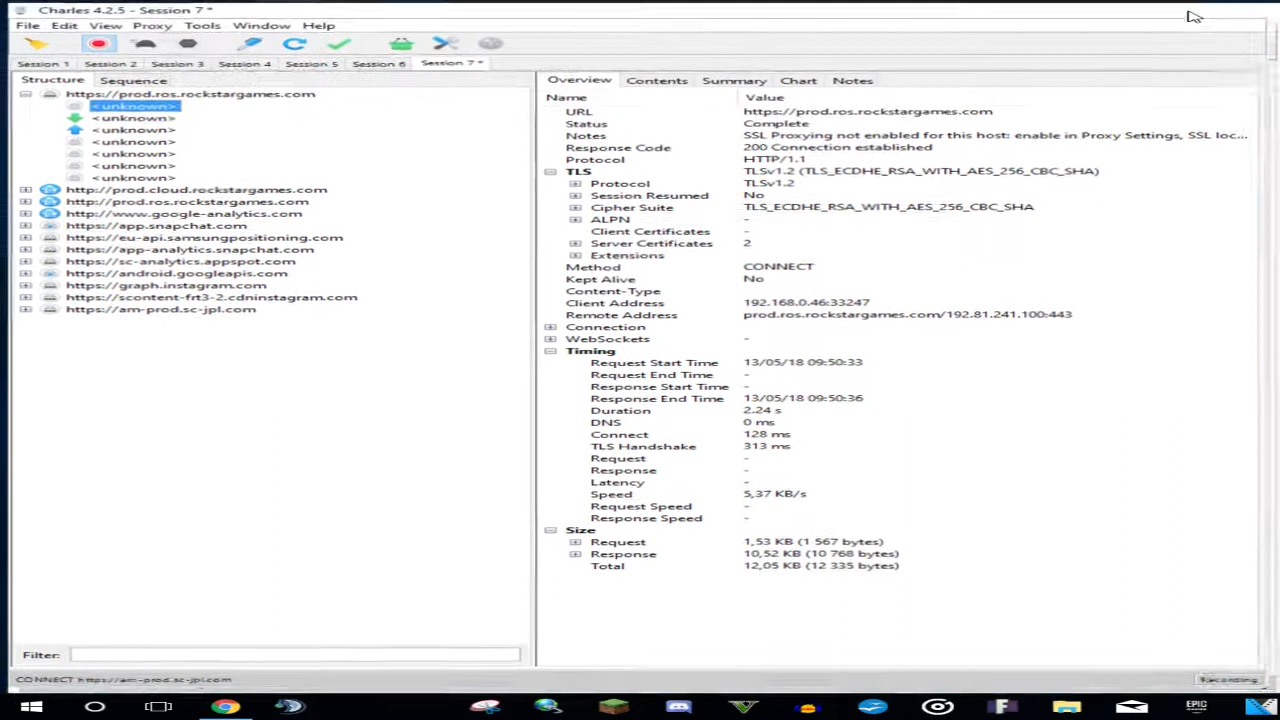 Charles 4.2.5 - Session 7 *
File Edit View Proxy Tools Window Help
Session 1 Session 2 Session 3 Session 4 Session 5 Session 6 Session 7 *
Structure Sequence
https://prod.ros.rockstargames.com
<unknown>
<unknown>
<unknown>
<unknown>
<unknown>
<unknown>
<unknown>
http://prod.cloud.rockstargames.com
http://prod.ros.rockstargames.com
http://www.google-analytics.com
https://app.snapchat.com
https://eu-api.samsungpositioning.com
https://app-analytics.snapchat.com
https://sc-analytics.appspot.com
https://android.googleapis.com
https://graph.instagram.com
https://scontent-frt3-2.cdninstagram.com
https://am-prod.sc-jpl.com
Filter:
CONNECT https://am-prod.sc-jpl.com
Overview Contents Summary Chart Notes
Name Value
URL https://prod.ros.rockstargames.com
Status Complete
Notes SSL Proxying not enabled for this host: enable in Proxy Settings, SSL loc...
Response Code 200 Connection established
Protocol HTTP/1.1
TLS TLSv1.2 (TLS_ECDHE_RSA_WITH_AES_256_CBC_SHA)
Protocol TLSv1.2
Session Resumed No
Cipher Suite TLS_ECDHE_RSA_WITH_AES_256_CBC_SHA
ALPN -
Client Certificates -
Server Certificates 2
Extensions
Method CONNECT
Kept Alive No
Content-Type
Client Address 192.168.0.46:33247
Remote Address prod.ros.rockstargames.com/192.81.241.100:443
Connection
WebSockets -
Timing
Request Start Time 13/05/18 09:50:33
Request End Time -
Response Start Time -
Response End Time 13/05/18 09:50:36
Duration 2.24 s
DNS 0 ms
Connect 128 ms
TLS Handshake 313 ms
Request -
Response -
Latency -
Speed 5,37 KB/s
Request Speed -
Response Speed -
Size
Request 1,53 KB (1 567 bytes)
Response 10,52 KB (10 768 bytes)
Total 12,05 KB (12 335 bytes)
Recording
EPIC